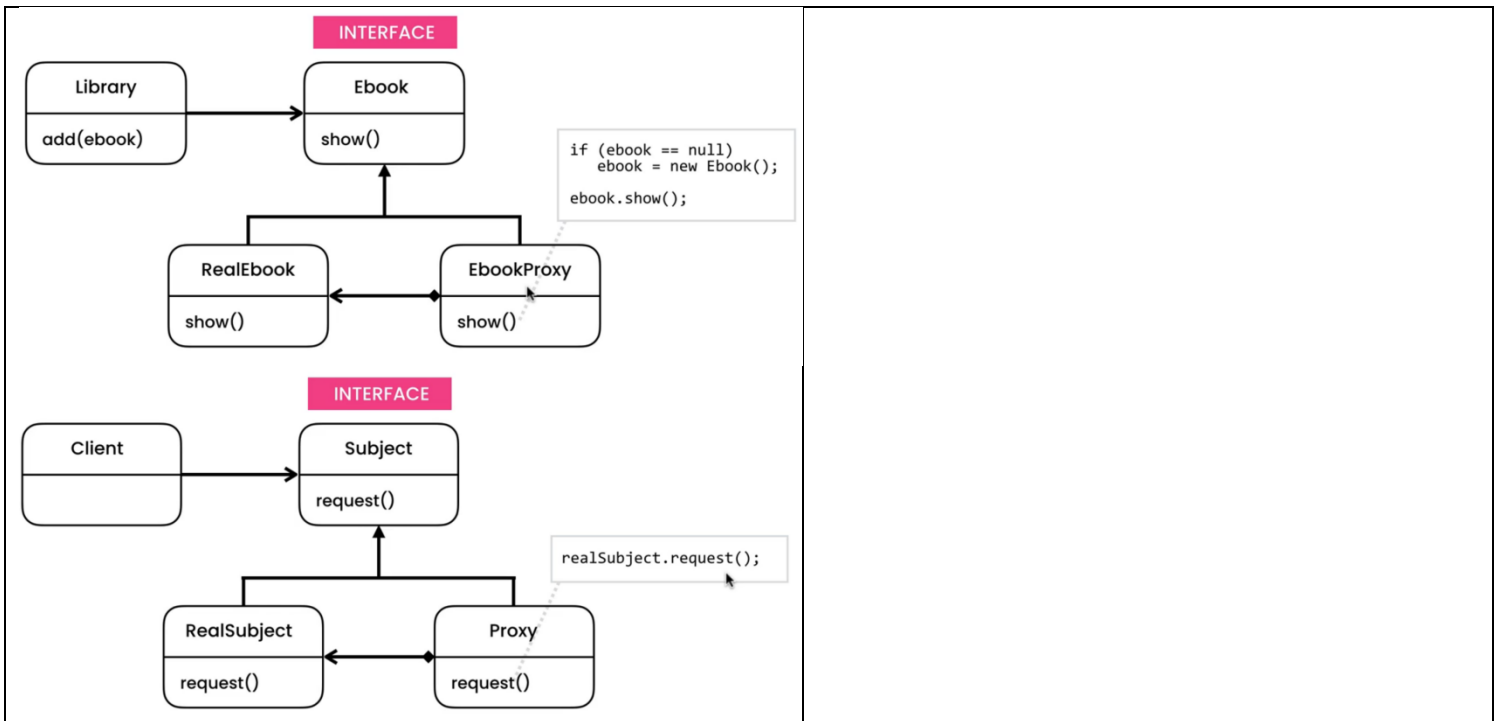 INTERFACE
Library
Ebook
add(ebook)
show()
if (ebook == null)
ebook = new Ebook();
ebook.show();
RealEbook
EbookProxy
show()
show()
INTERFACE
Client
Subject
request()
realSubject.request();
RealSubject
Proxy
request()
request()